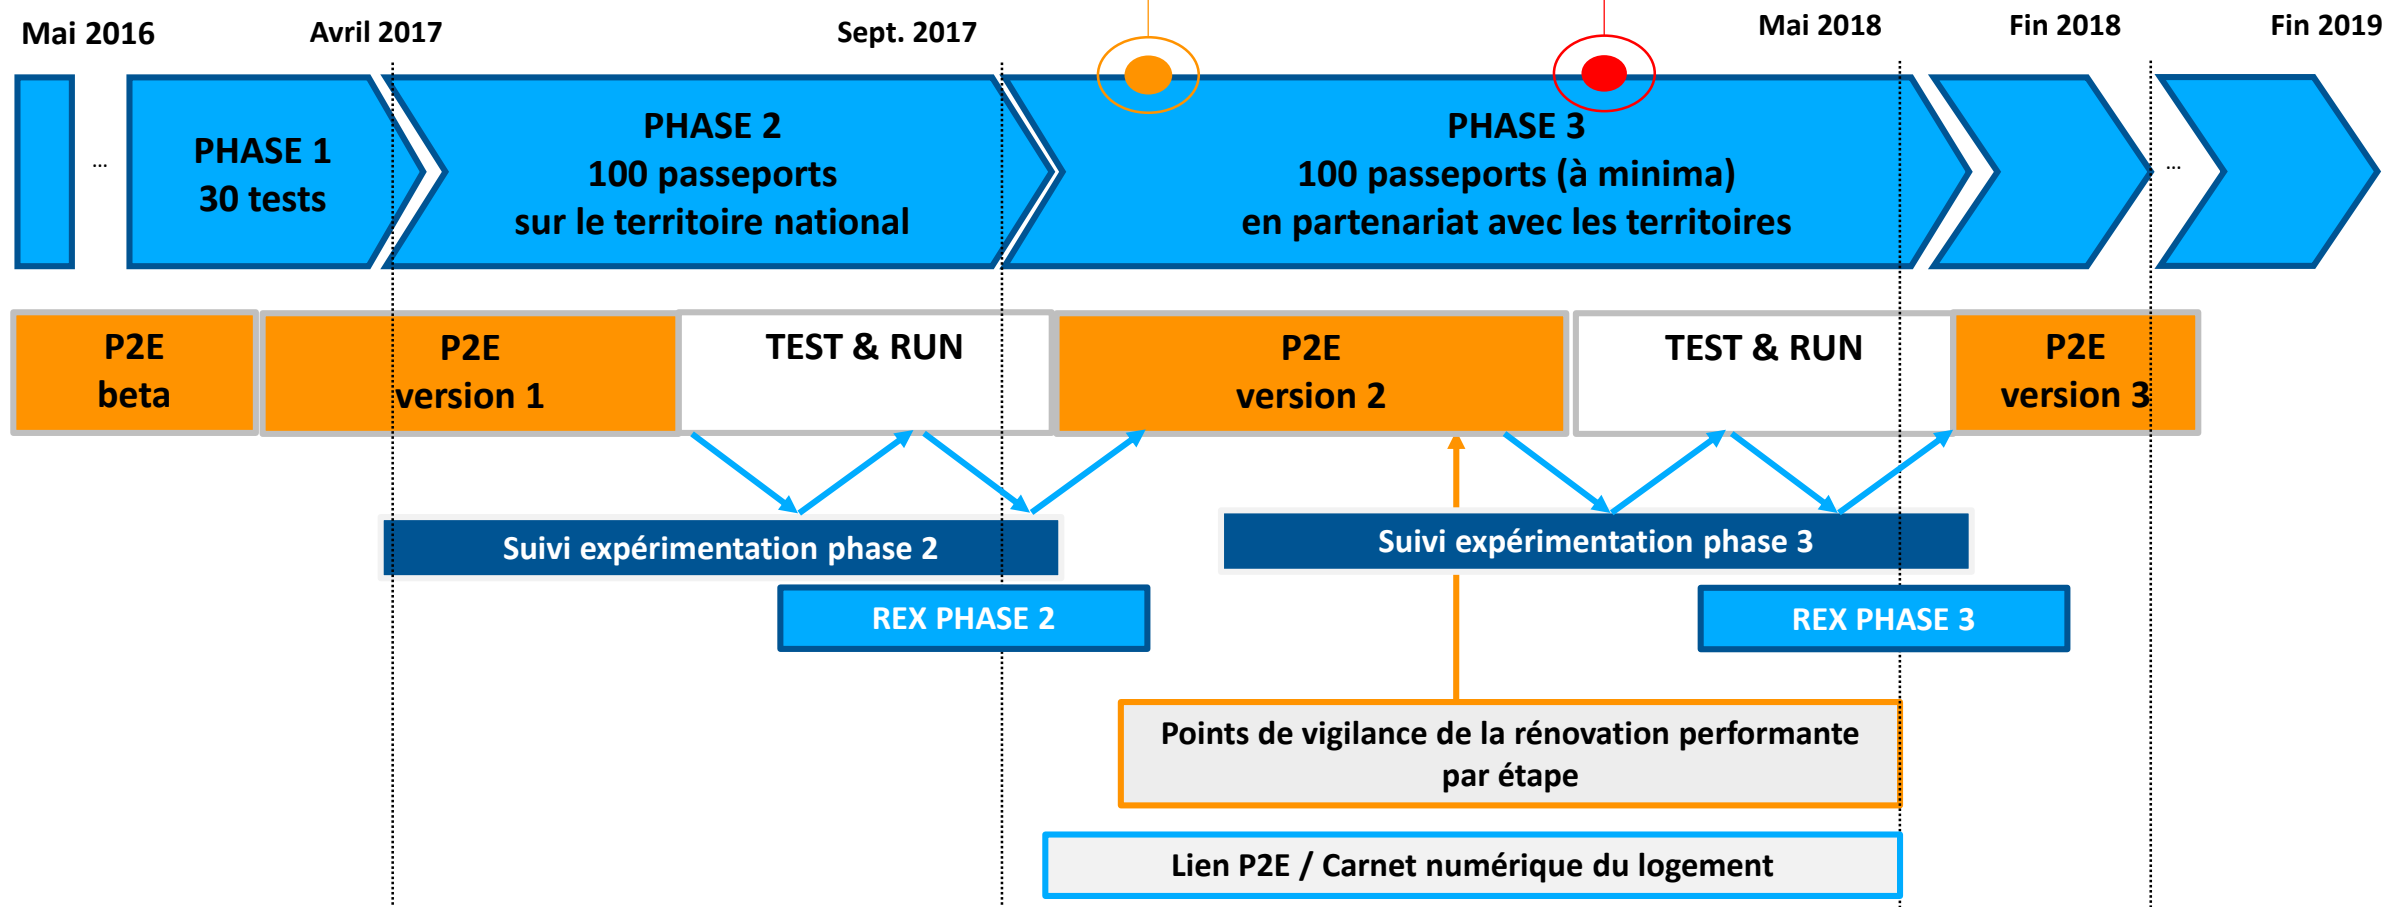 Mai 2016
Avril 2017
Sept. 2017
Mai 2018
Fin 2018
Fin 2019
...
PHASE 1
30 tests
PHASE 2
100 passeports
sur le territoire national
PHASE 3
100 passeports (à minima)
en partenariat avec les territoires
...
P2E
beta
P2E
version 1
TEST & RUN
P2E
version 2
TEST & RUN
P2E
version 3
Suivi expérimentation phase 2
Suivi expérimentation phase 3
REX PHASE 2
REX PHASE 3
Points de vigilance de la rénovation performante
par étape
Lien P2E / Carnet numérique du logement